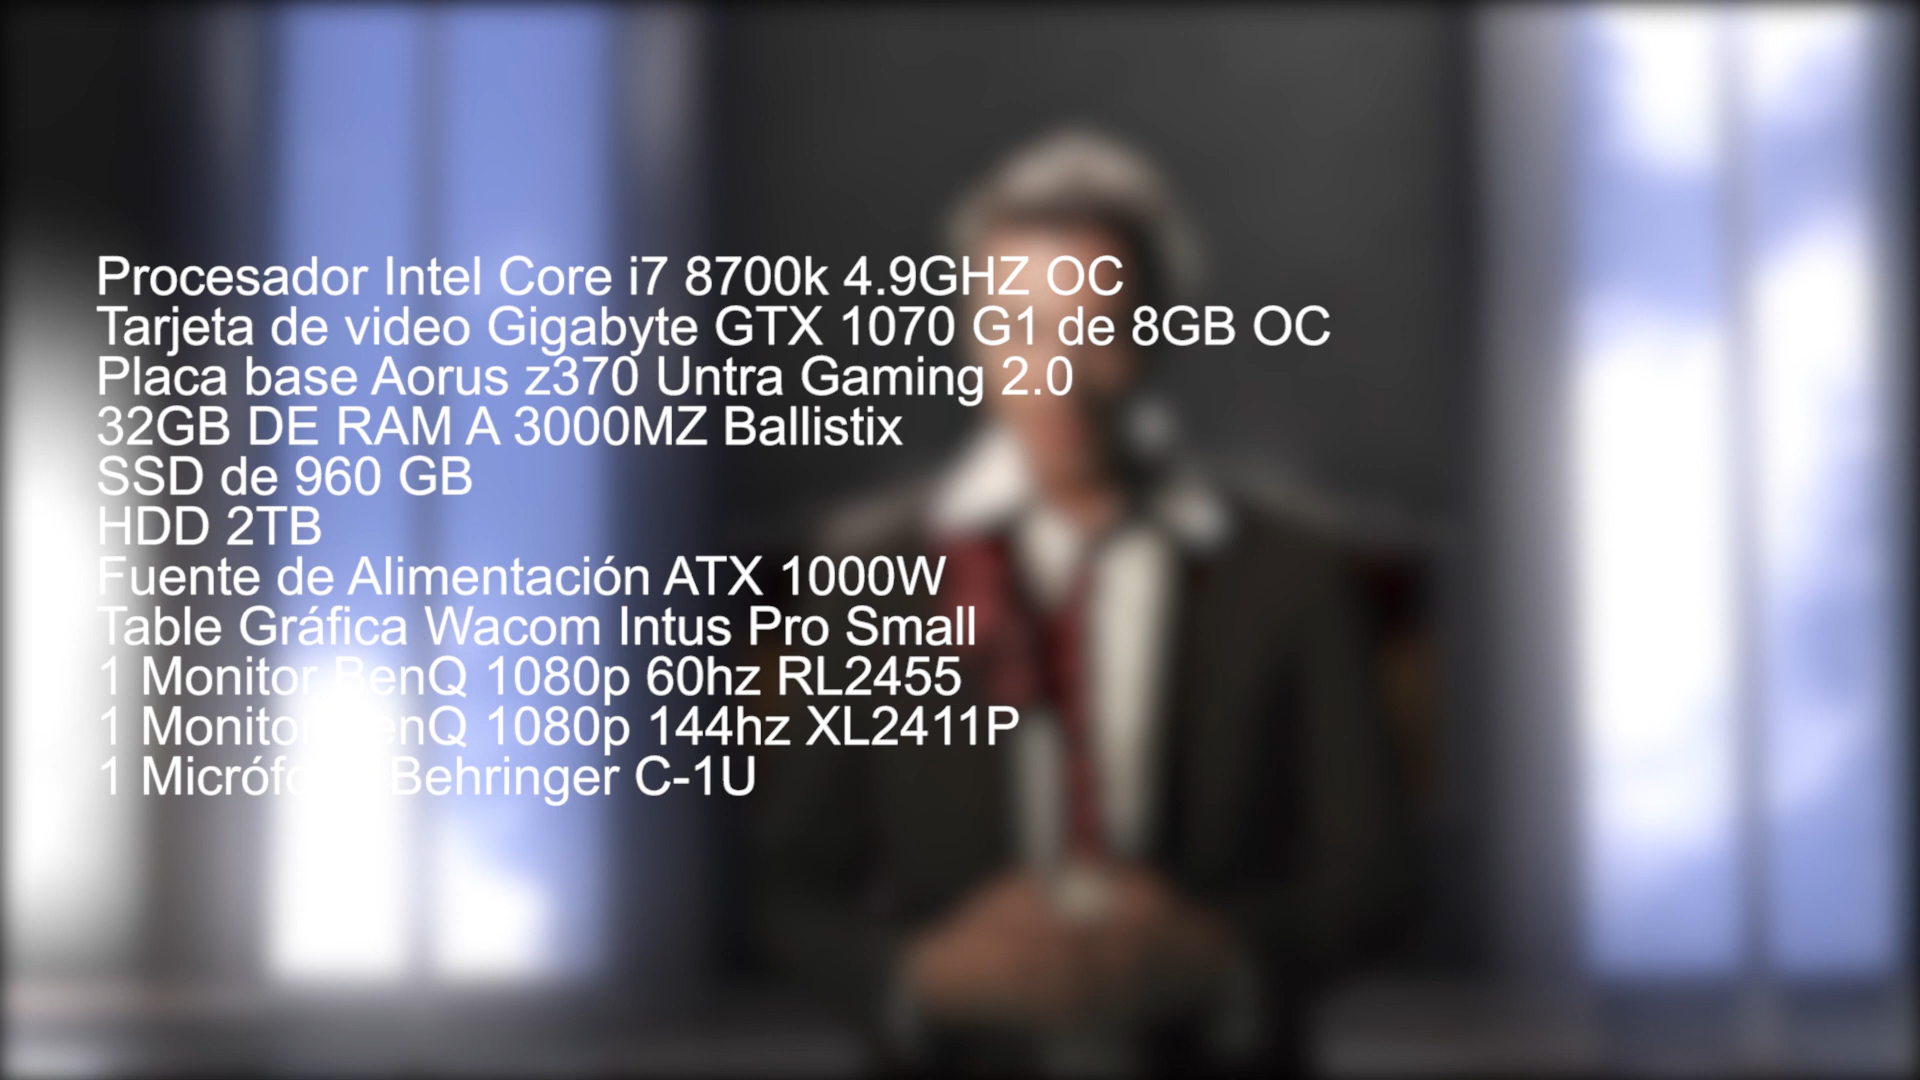 Procesador Intel Core i7 8700k 4.9GHZ OC
Tarjeta de video Gigabyte GTX 1070 G1 de 8GB OC
Placa base Aorus z370 Untra Gaming 2.0
32GB DE RAM A 3000MZ Ballistix
SSD de 960 GB
HDD 2TB
Fuente de Alimentación ATX 1000W
Table Gráfica Wacom Intus Pro Small
1 Monitor BenQ 1080p 60hz RL2455
1 Monitor BenQ 1080p 144hz XL2411P
1 Micrófono Behringer C-1U